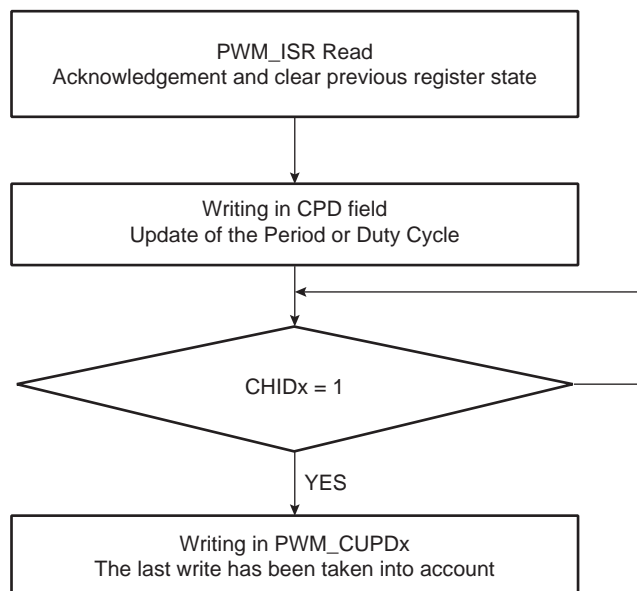 PWM_ISR Read
Acknowledgement and clear previous register state
Writing in CPD field
Update of the Period or Duty Cycle
CHIDx = 1
YES
Writing in PWM_CUPDx
The last write has been taken into account